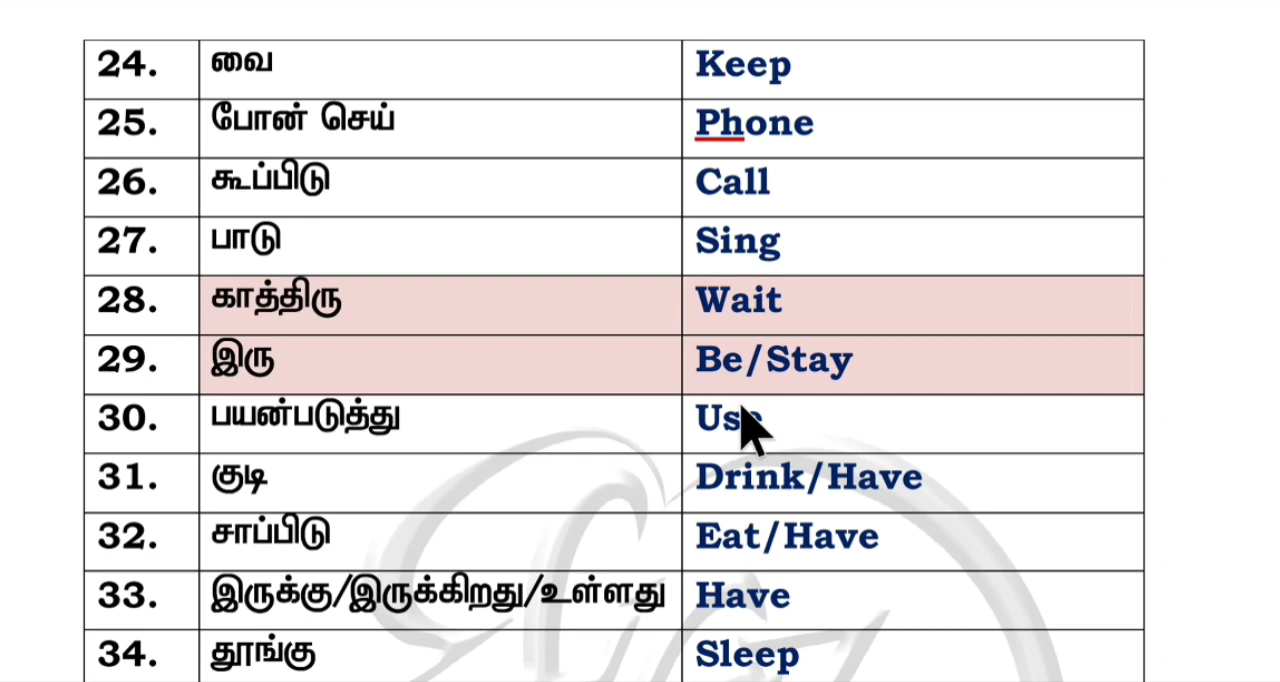 24. வை Keep
25. போன் செய் Phone
26. கூப்பிடு Call
27. பாடு Sing
28. காத்திரு Wait
29. இரு Be/Stay
30. பயன்படுத்து Use
31. குடி Drink/Have
32. சாப்பிடு Eat/Have
33. இருக்கு/இருக்கிறது/உள்ளது Have
34. தூங்கு Sleep